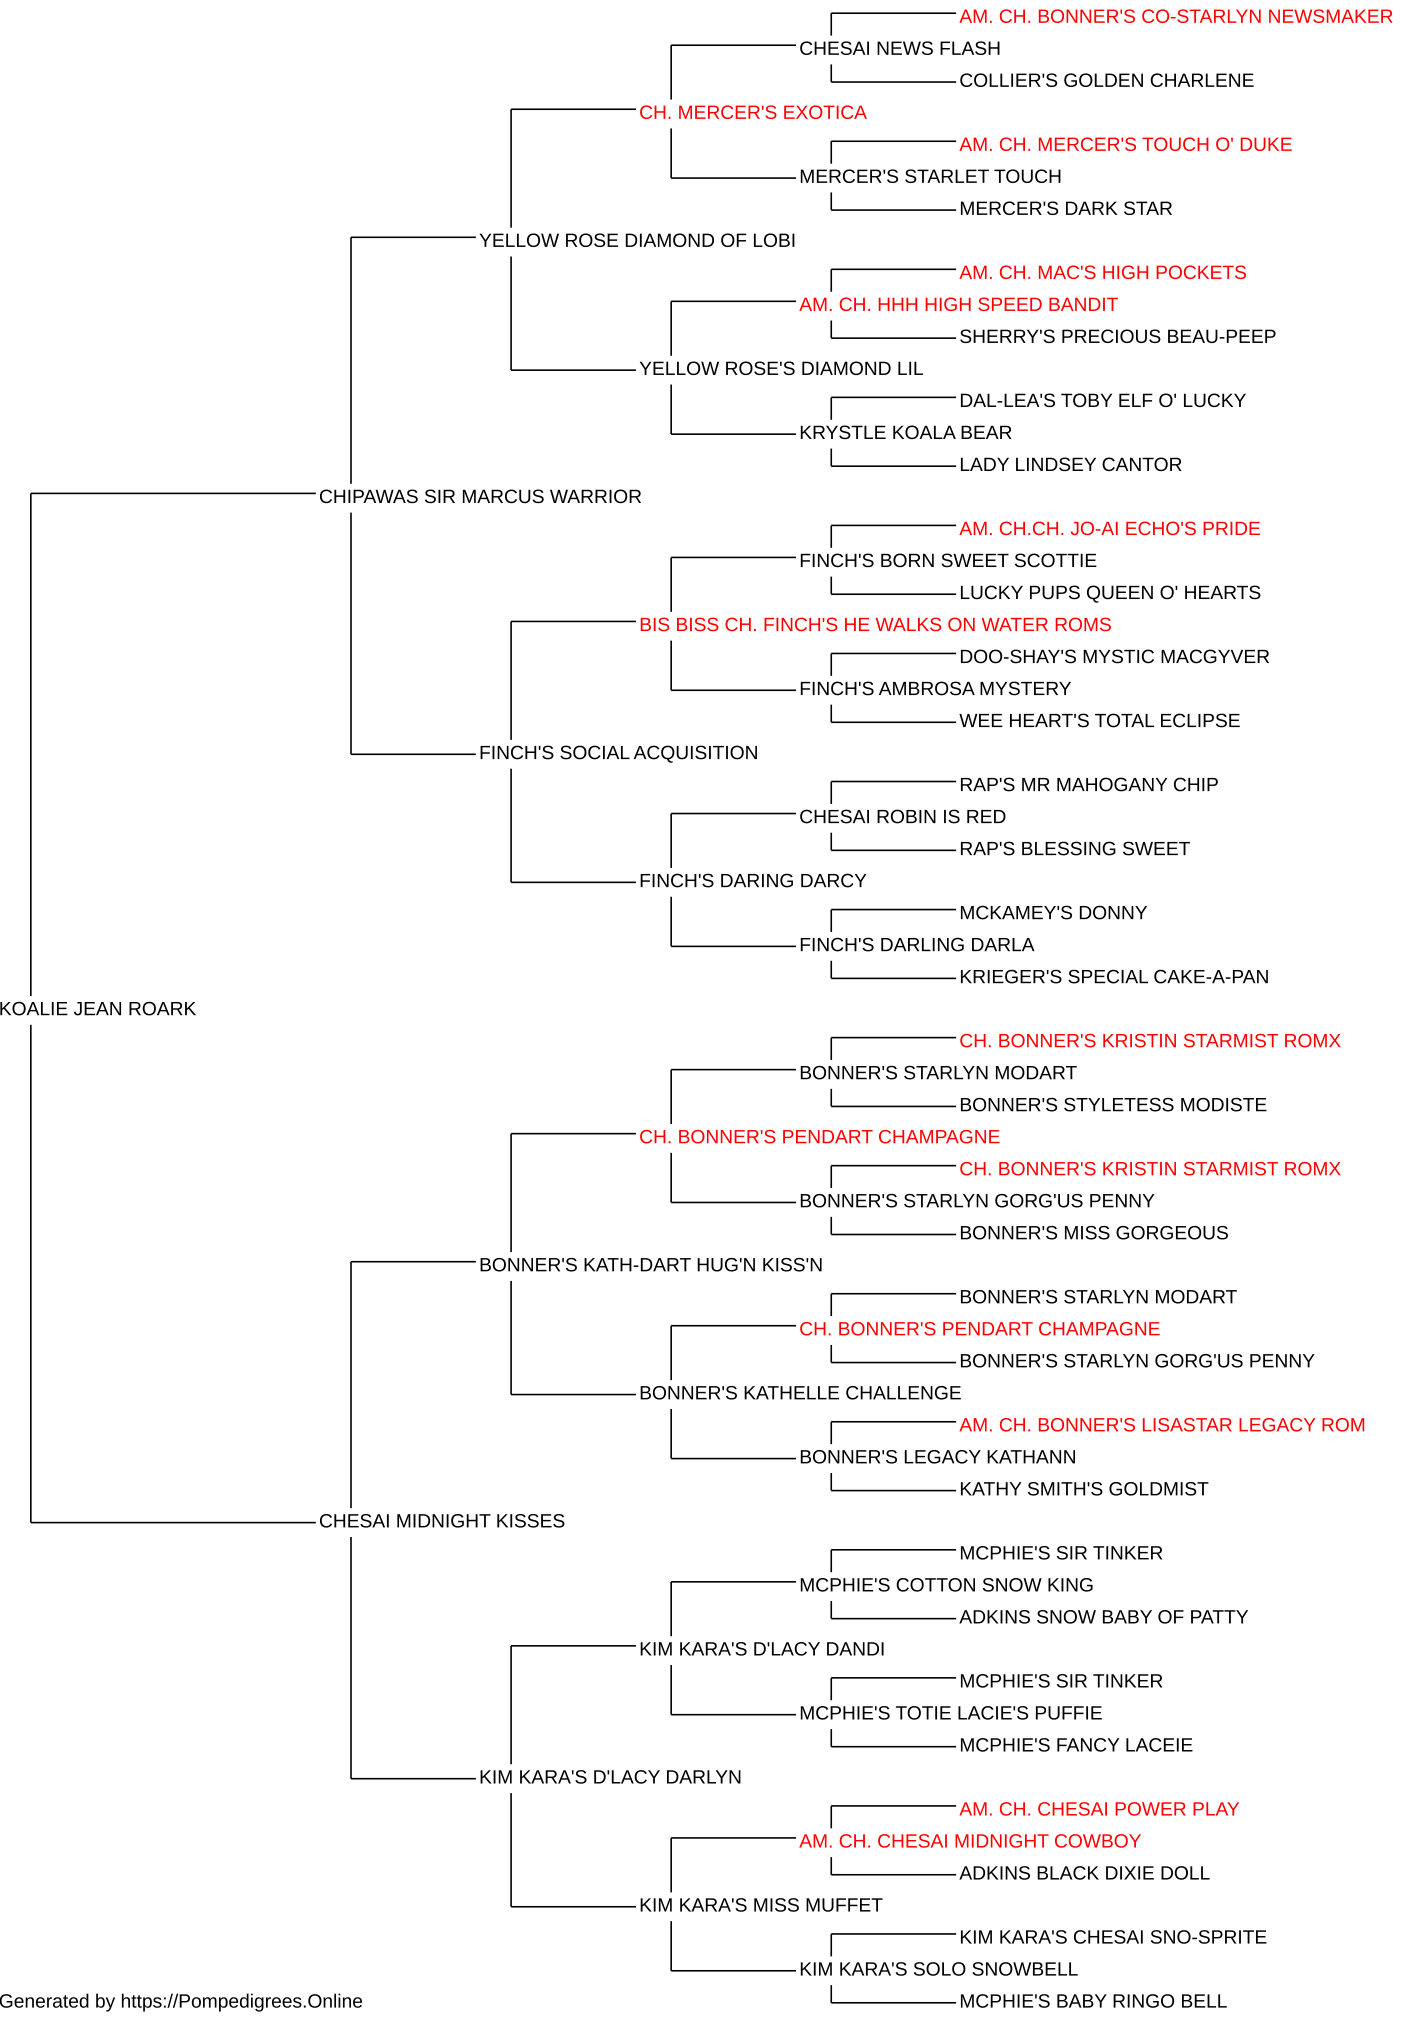 AM. CH. BONNER'S CO-STARLYN NEWSMAKER
CHESAI NEWS FLASH
COLLIER'S GOLDEN CHARLENE
CH. MERCER'S EXOTICA
AM. CH. MERCER'S TOUCH O' DUKE
MERCER'S STARLET TOUCH
MERCER'S DARK STAR
YELLOW ROSE DIAMOND OF LOBI
AM. CH. MAC'S HIGH POCKETS
AM. CH. HHH HIGH SPEED BANDIT
SHERRY'S PRECIOUS BEAU-PEEP
YELLOW ROSE'S DIAMOND LIL
DAL-LEA'S TOBY ELF O' LUCKY
KRYSTLE KOALA BEAR
LADY LINDSEY CANTOR
CHIPAWAS SIR MARCUS WARRIOR
AM. CH.CH. JO-AI ECHO'S PRIDE
FINCH'S BORN SWEET SCOTTIE
LUCKY PUPS QUEEN O' HEARTS
BIS BISS CH. FINCH'S HE WALKS ON WATER ROMS
DOO-SHAY'S MYSTIC MACGYVER
FINCH'S AMBROSA MYSTERY
WEE HEART'S TOTAL ECLIPSE
FINCH'S SOCIAL ACQUISITION
RAP'S MR MAHOGANY CHIP
CHESAI ROBIN IS RED
RAP'S BLESSING SWEET
FINCH'S DARING DARCY
MCKAMEY'S DONNY
FINCH'S DARLING DARLA
KRIEGER'S SPECIAL CAKE-A-PAN
KOALIE JEAN ROARK
CH. BONNER'S KRISTIN STARMIST ROMX
BONNER'S STARLYN MODART
BONNER'S STYLETESS MODISTE
CH. BONNER'S PENDART CHAMPAGNE
CH. BONNER'S KRISTIN STARMIST ROMX
BONNER'S STARLYN GORG'US PENNY
BONNER'S MISS GORGEOUS
BONNER'S KATH-DART HUG'N KISS'N
BONNER'S STARLYN MODART
CH. BONNER'S PENDART CHAMPAGNE
BONNER'S STARLYN GORG'US PENNY
BONNER'S KATHELLE CHALLENGE
AM. CH. BONNER'S LISASTAR LEGACY ROM
BONNER'S LEGACY KATHANN
KATHY SMITH'S GOLDMIST
CHESAI MIDNIGHT KISSES
MCPHIE'S SIR TINKER
MCPHIE'S COTTON SNOW KING
ADKINS SNOW BABY OF PATTY
KIM KARA'S D'LACY DANDI
MCPHIE'S SIR TINKER
MCPHIE'S TOTIE LACIE'S PUFFIE
MCPHIE'S FANCY LACEIE
KIM KARA'S D'LACY DARLYN
AM. CH. CHESAI POWER PLAY
AM. CH. CHESAI MIDNIGHT COWBOY
ADKINS BLACK DIXIE DOLL
KIM KARA'S MISS MUFFET
KIM KARA'S CHESAI SNO-SPRITE
KIM KARA'S SOLO SNOWBELL
MCPHIE'S BABY RINGO BELL
Generated by https://Pompedigrees.Online